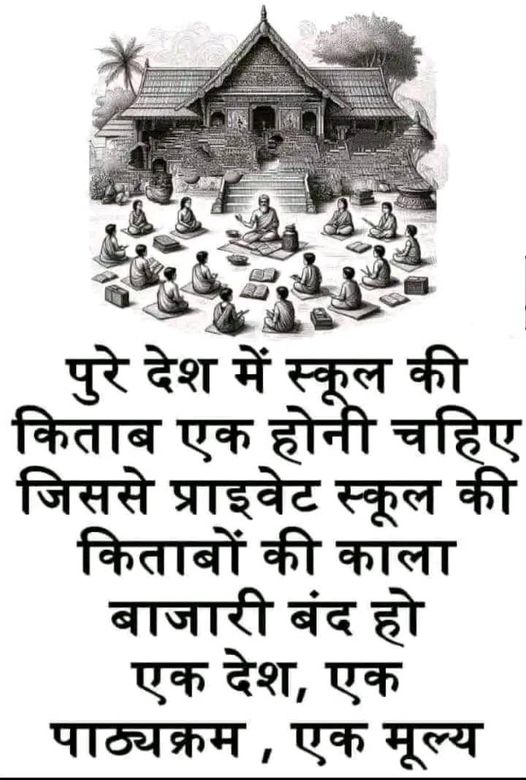 पुरे देश में स्कूल की
किताब एक होनी चहिए
जिससे प्राइवेट स्कूल की
किताबों की काला
बाजारी बंद हो
एक देश, एक
पाठ्यक्रम , एक मूल्य